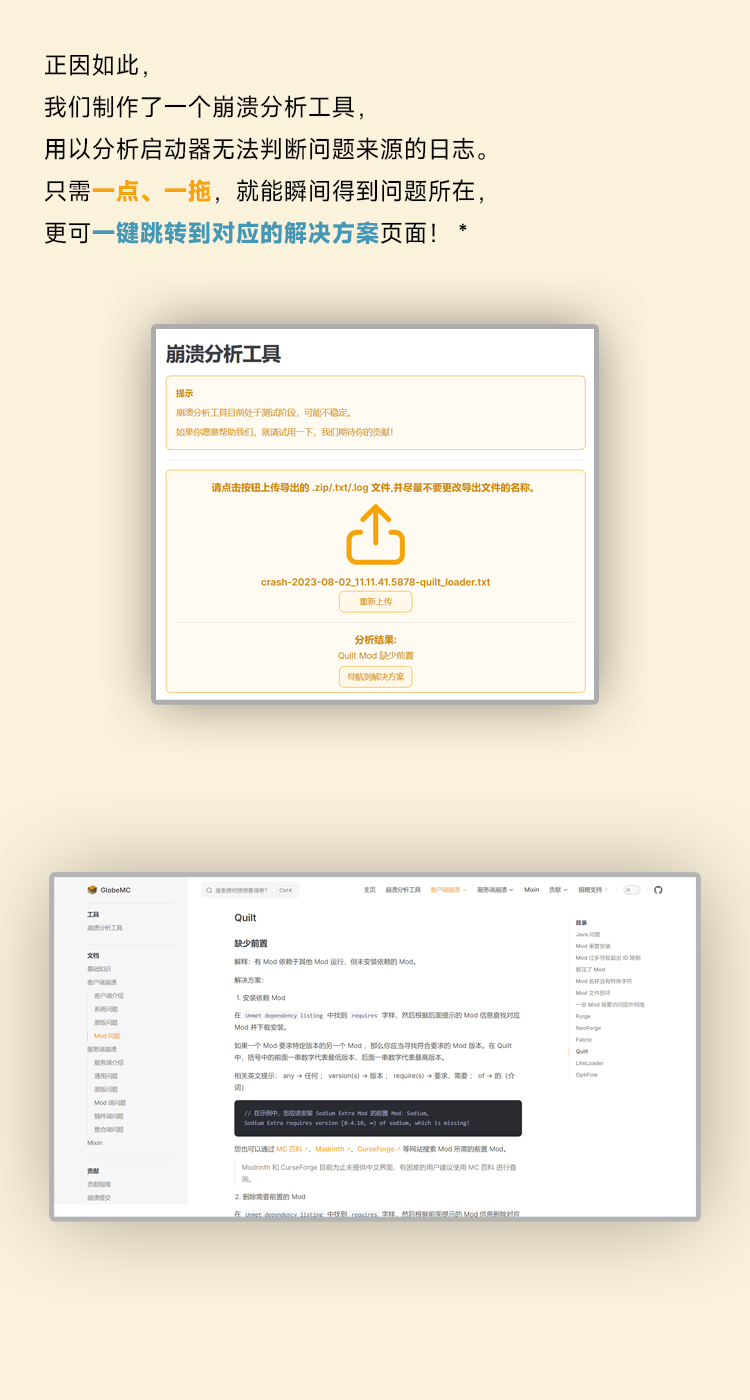 正因如此，
我们制作了一个崩溃分析工具，
用以分析启动器无法判断问题来源的日志。
只需一点、一拖，就能瞬间得到问题所在，
更可一键跳转到对应的解决方案页面！ *
崩溃分析工具
提示
崩溃分析工具目前处于测试阶段，可能不稳定。
如果你愿意帮助我们，就请试用一下，我们期待你的贡献！
请点击按钮上传导出的 .zip/.txt/.log 文件,并尽量不要更改导出文件的名称。
crash-2023-08-02_11.11.41.5878-quilt_loader.txt
重新上传
分析结果:
Quilt Mod 缺少前置
导航到解决方案
GlobeMC
搜索榜何榜想要得呢？ Ctrl K
主页 崩溃分析工具 客户端崩溃 服务端崩溃 Mixin 贡献 捐赠支持
工具
崩溃分析工具
文档
基础知识
客户端崩溃
客户端介绍
系统问题
原版问题
Mod 问题
服务端崩溃
服务端介绍
通用问题
原版问题
Mod 端问题
插件端问题
整合端问题
Mixin
贡献
贡献指南
崩溃提交
Quilt
缺少前置
解释：有 Mod 依赖于其他 Mod 运行，但未安装依赖的 Mod。
解决方案：
1. 安装依赖 Mod
在 Unmet dependency listing 中找到 requires 字样，然后根据后面提示的 Mod 信息查找对应
Mod 并下载安装。
如果一个 Mod 要求特定版本的另一个 Mod ，那么你应当寻找符合要求的 Mod 版本。在 Quilt
中，括号中的前面一串数字代表最低版本，后面一串数字代表最高版本。
相关英文提示： any → 任何 ； version(s) → 版本 ； require(s) → 要求，需要 ； of → 的（介
词）
// 在示例中，您应该安装 Sodium Extra Mod 的前置 Mod: Sodium。
Sodium Extra requires version [0.4.10, ∞) of sodium, which is missing!
您也可以通过 MC 百科、Modrinth、CurseForge 等网站搜索 Mod 所需的前置 Mod。
Modrinth 和 CurseForge 目前为止未提供中文界面，有困难的用户建议使用 MC 百科 进行查
询。
2. 删除需要前置的 Mod
在 Unmet dependency listing 中找到 requires 字样，然后根据前面提示的 Mod 信息删除对应
目录
Java 问题
Mod 重复安装
Mod 过多导致超出 ID 限制
解压了 Mod
Mod 名称含有特殊字符
Mod 文件损坏
一些 Mod 需要访问国外网络
Forge
NeoForge
Fabric
Quilt
LiteLoader
OptiFine